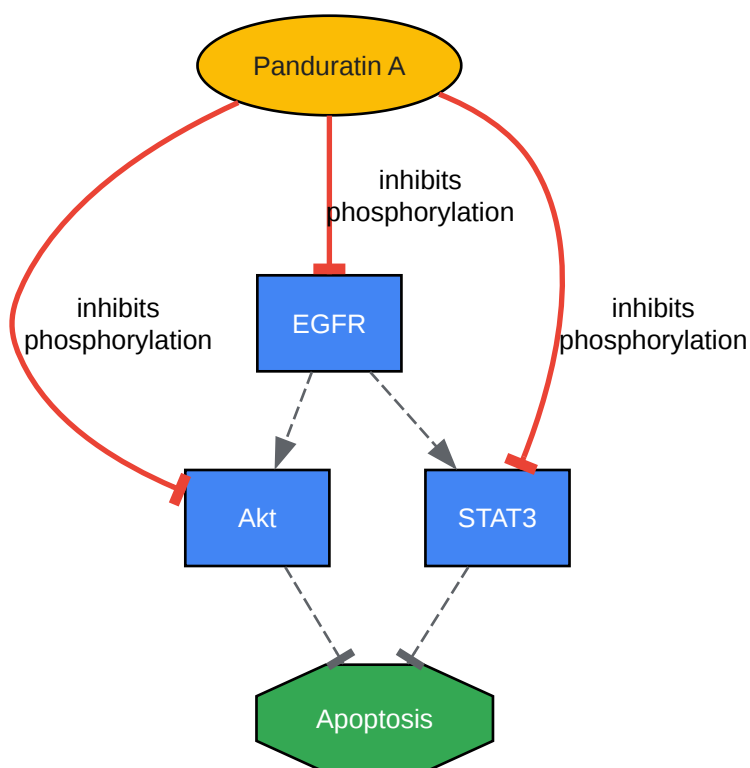 Panduratin A
inhibits
phosphorylation
EGFR
inhibits
phosphorylation
inhibits
phosphorylation
Akt
STAT3
Apoptosis